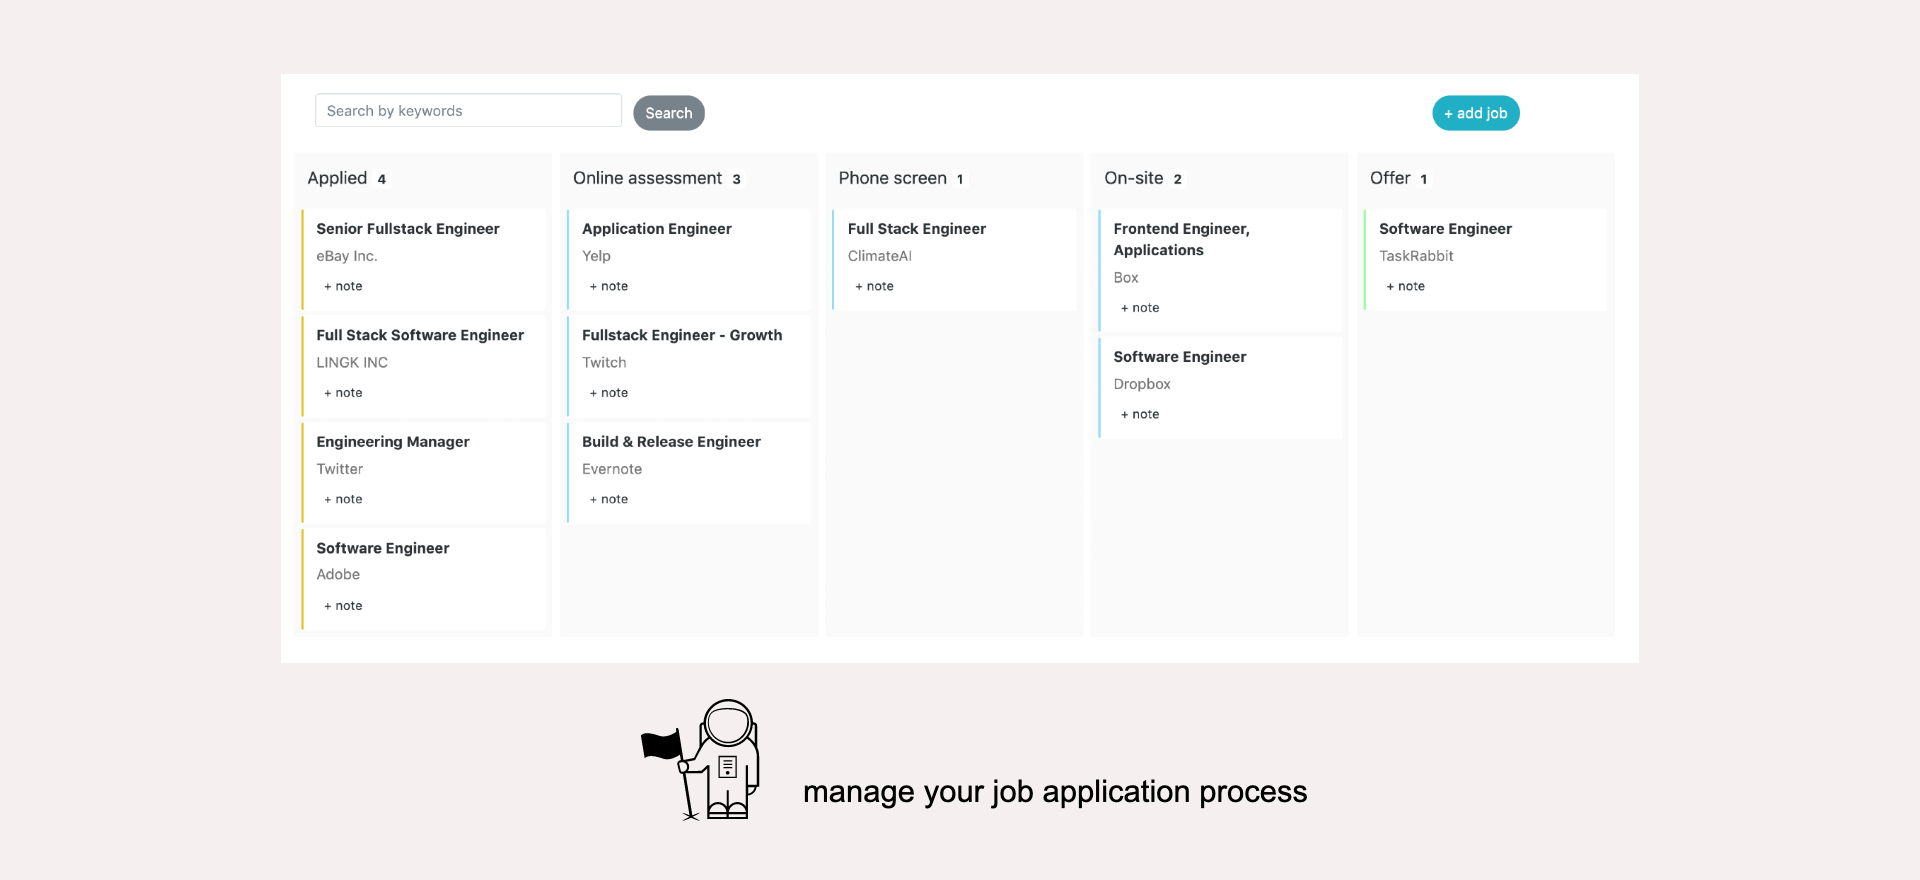 Search by keywords
Search
+ add job
Applied 4
Senior Fullstack Engineer
eBay Inc.
+ note
Full Stack Software Engineer
LINGK INC
+ note
Engineering Manager
Twitter
+ note
Software Engineer
Adobe
+ note
Online assessment 3
Application Engineer
Yelp
+ note
Fullstack Engineer - Growth
Twitch
+ note
Build & Release Engineer
Evernote
+ note
Phone screen 1
Full Stack Engineer
ClimateAI
+ note
On-site 2
Frontend Engineer,
Applications
Box
+ note
Software Engineer
Dropbox
+ note
Offer 1
Software Engineer
TaskRabbit
+ note
manage your job application process